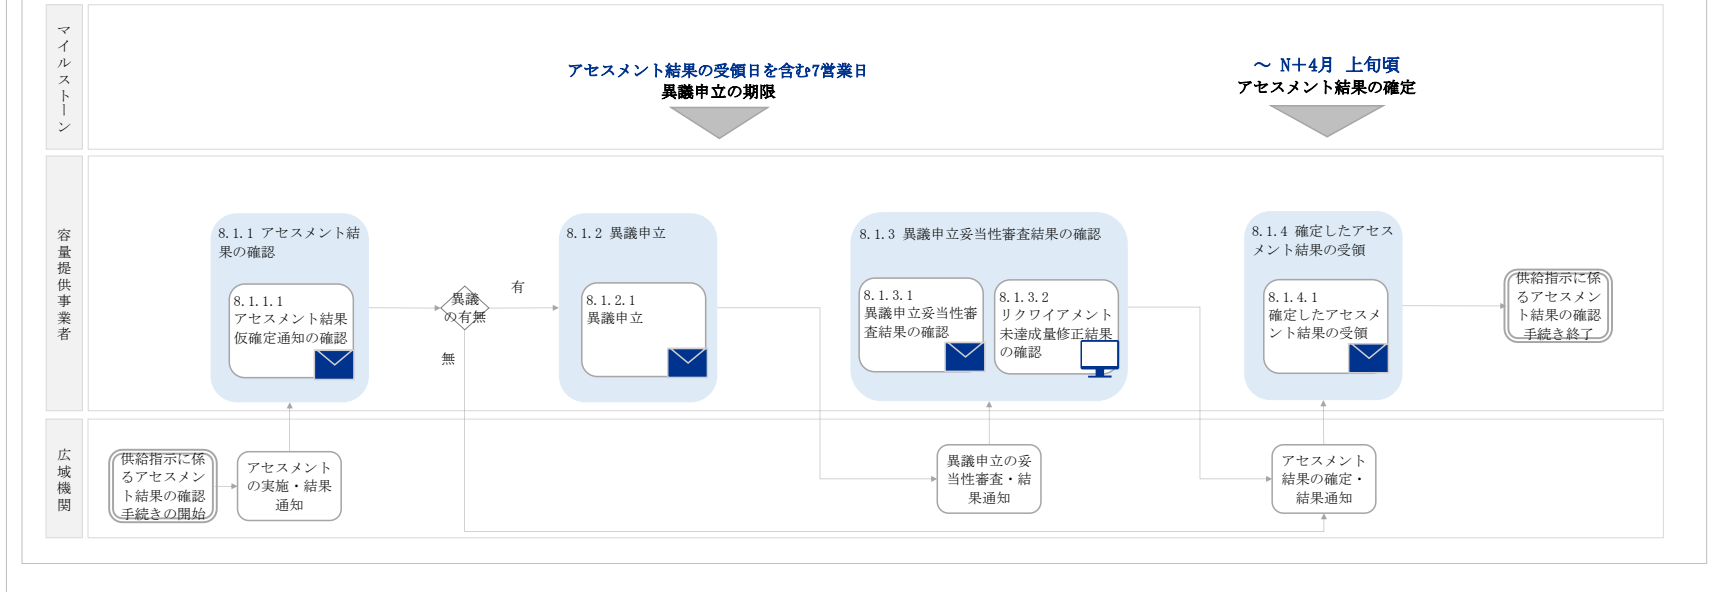 マイルストーン
アセスメント結果の受領日を含む7営業日
異議申立の期限
～ N＋4月 上旬頃
アセスメント結果の確定
容量提供事業者
8.1.1 アセスメント結
果の確認
8.1.1.1
アセスメント結果
仮確定通知の確認
異議
の有無
有
無
8.1.2 異議申立
8.1.2.1
異議申立
8.1.3 異議申立妥当性審査結果の確認
8.1.3.1
異議申立妥当性審
査結果の確認
8.1.3.2
リクワイアメント
未達成量修正結果
の確認
8.1.4 確定したアセス
メント結果の受領
8.1.4.1
確定したアセスメ
ント結果の受領
供給指示に係
るアセスメン
ト結果の確認
手続き終了
広域機関
供給指示に係
るアセスメン
ト結果の確認
手続きの開始
アセスメント
の実施・結果
通知
異議申立の妥
当性審査・結
果通知
アセスメント
結果の確定・
結果通知